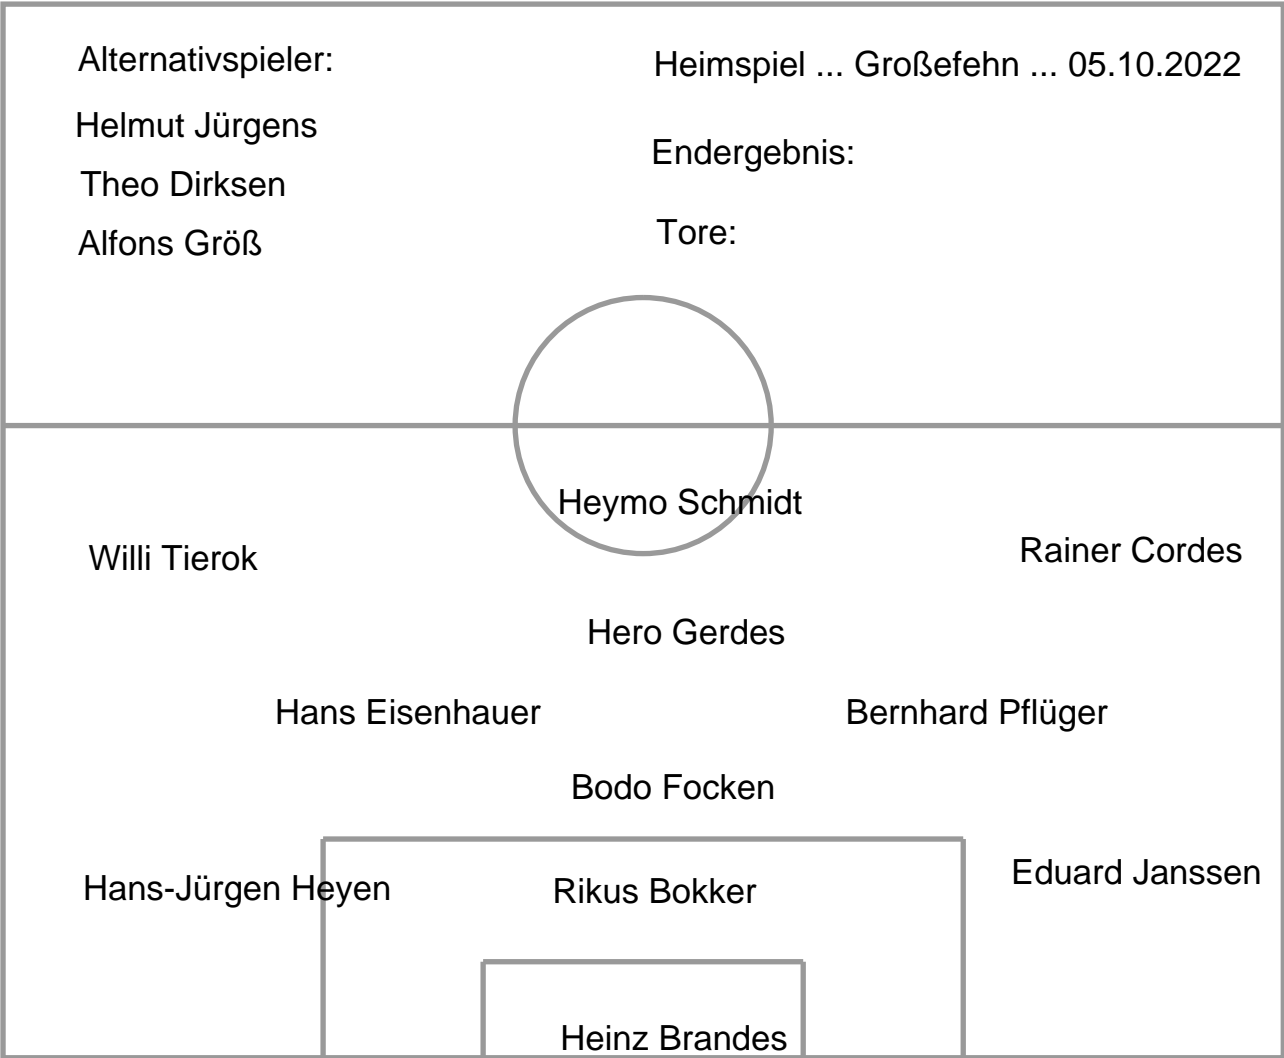 Alternativspieler:
Helmut Jürgens
Theo Dirksen
Alfons Größ
Heimspiel ... Großefehn ... 05.10.2022
Endergebnis:
Tore:
Heymo Schmidt
Willi Tierok
Rainer Cordes
Hero Gerdes
Hans Eisenhauer
Bernhard Pflüger
Bodo Focken
Hans-Jürgen Heyen
Rikus Bokker
Eduard Janssen
Heinz Brandes